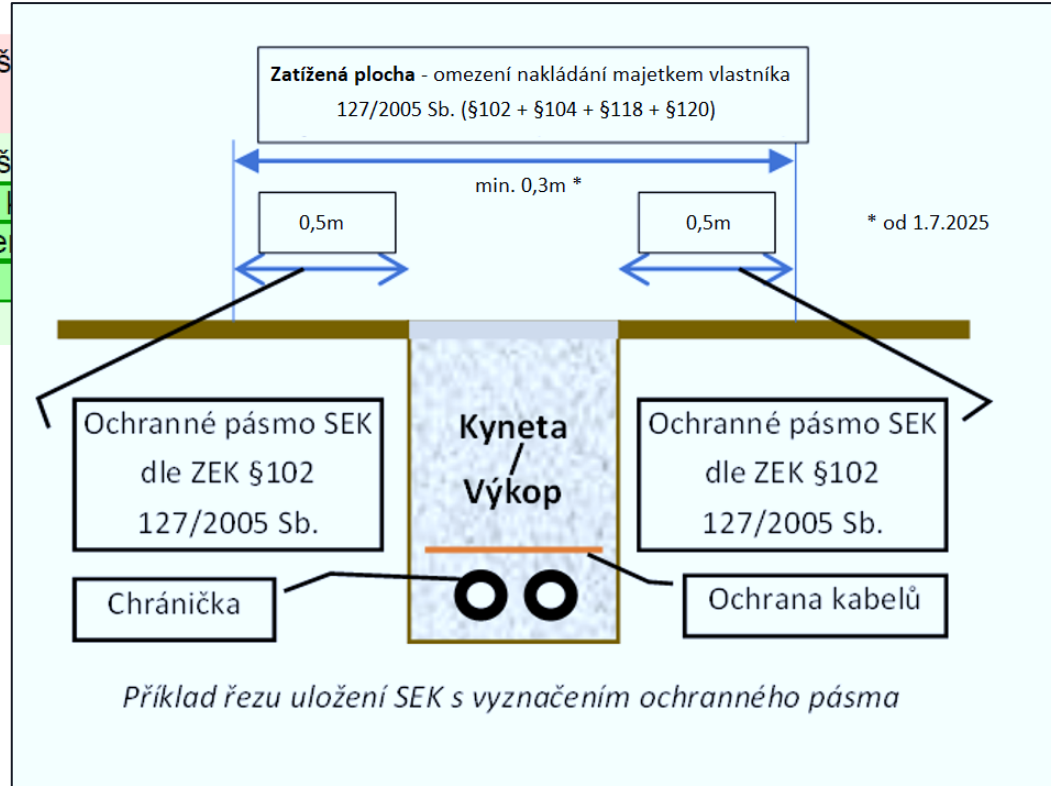 Zatížená plocha - omezení nakládání majetkem vlastníka
127/2005 Sb. (§102 + §104 + §118 + §120)
min. 0,3m *
0,5m
0,5m
* od 1.7.2025
Ochranné pásmo SEK
dle ZEK §102
127/2005 Sb.
Kyneta
/
Výkop
Ochranné pásmo SEK
dle ZEK §102
127/2005 Sb.
Chránička
Ochrana kabelů
Příklad řezu uložení SEK s vyznačením ochranného pásma